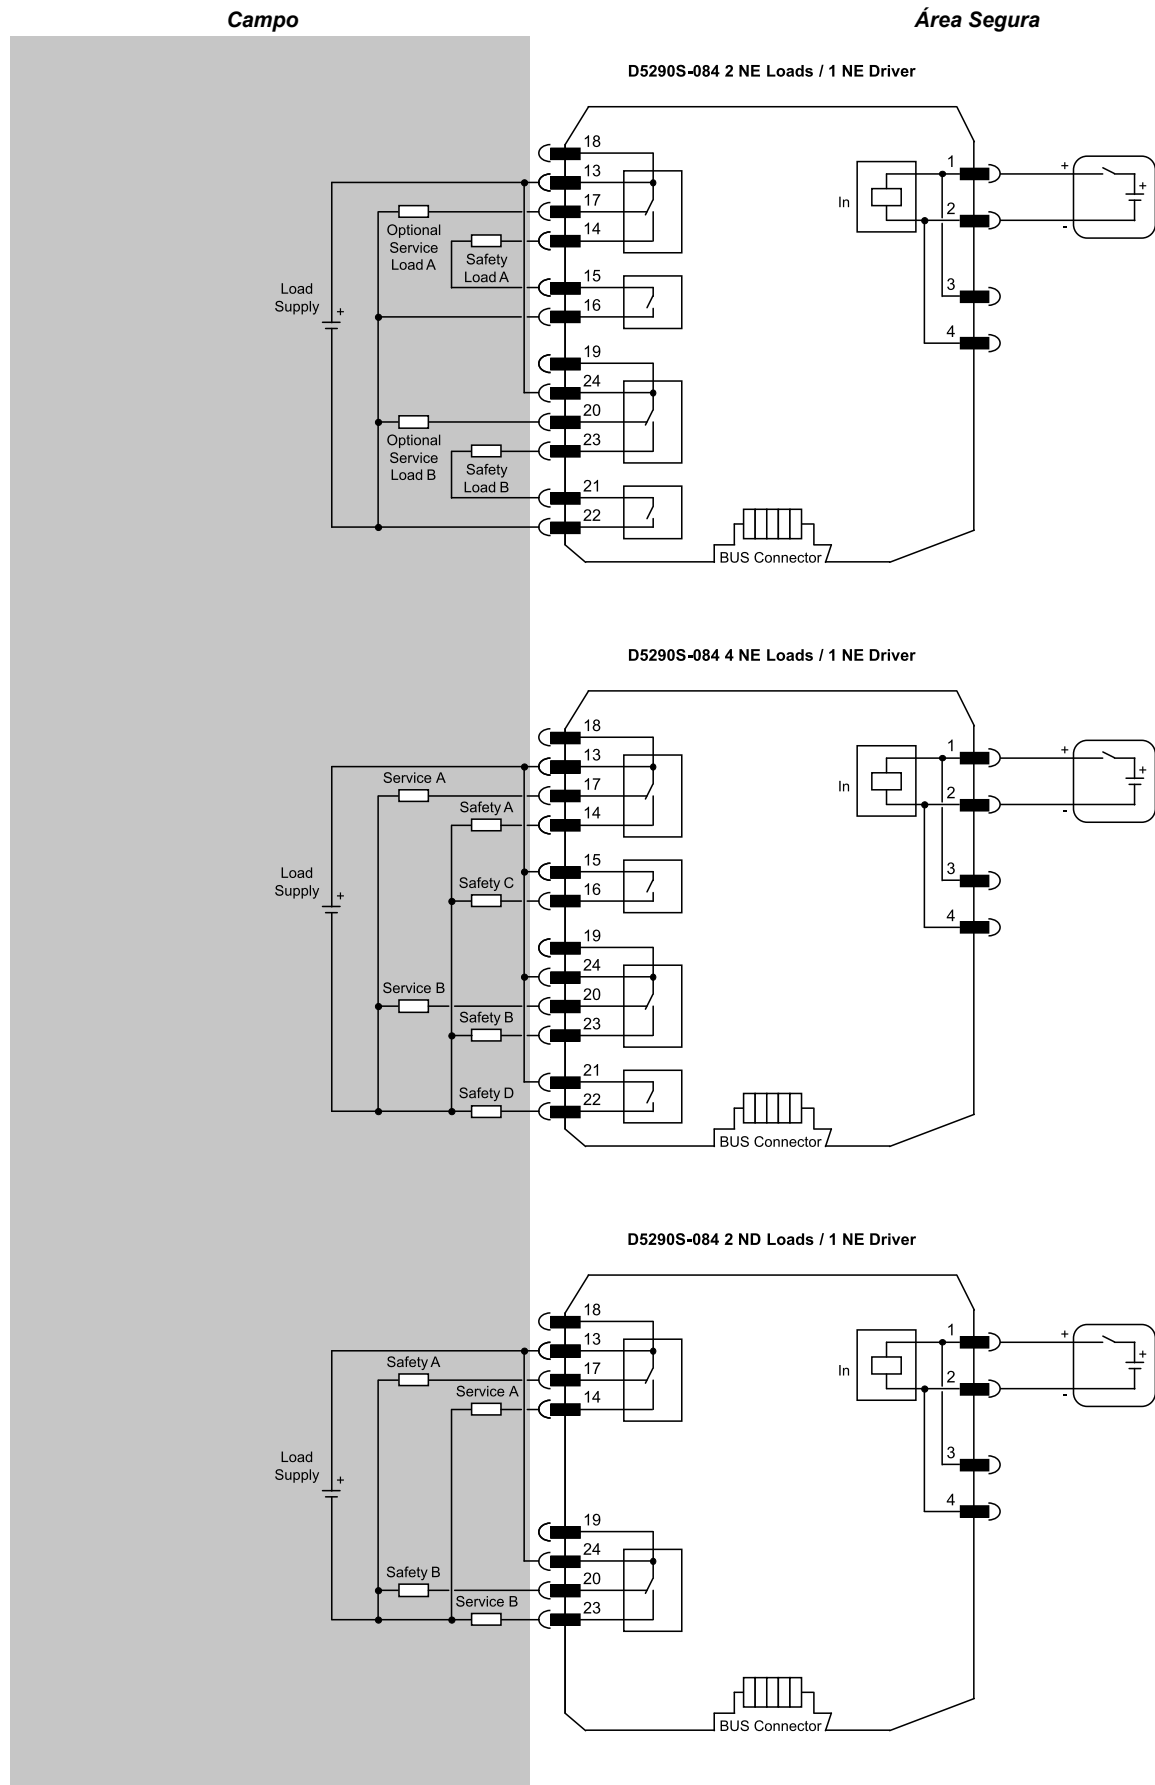 Campo
Área Segura
D5290S-084 2 NE Loads / 1 NE Driver
18
13
17
14
15
16
19
24
20
23
21
22
Optional
Service
Load A
Safety
Load A
Load
Supply
+
Optional
Service
Load B
Safety
Load B
In
1
2
3
4
+
-
+
BUS Connector
D5290S-084 4 NE Loads / 1 NE Driver
18
13
17
14
15
16
19
24
20
23
21
22
Service A
Safety A
Safety C
Load
Supply
+
Service B
Safety B
Safety D
In
1
2
3
4
+
-
+
BUS Connector
D5290S-084 2 ND Loads / 1 NE Driver
18
13
17
14
19
24
20
23
Safety A
Service A
Load
Supply
+
Safety B
Service B
In
1
2
3
4
+
-
+
BUS Connector